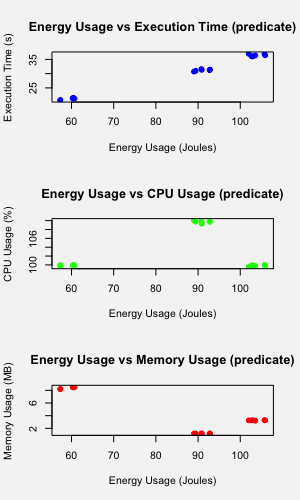 Energy Usage vs Execution Time (predicate)
Execution Time (s)
35
25
60 70 80 90 100
Energy Usage (Joules)
Energy Usage vs CPU Usage (predicate)
CPU Usage (%)
106
100
60 70 80 90 100
Energy Usage (Joules)
Energy Usage vs Memory Usage (predicate)
Memory Usage (MB)
6
2
60 70 80 90 100
Energy Usage (Joules)